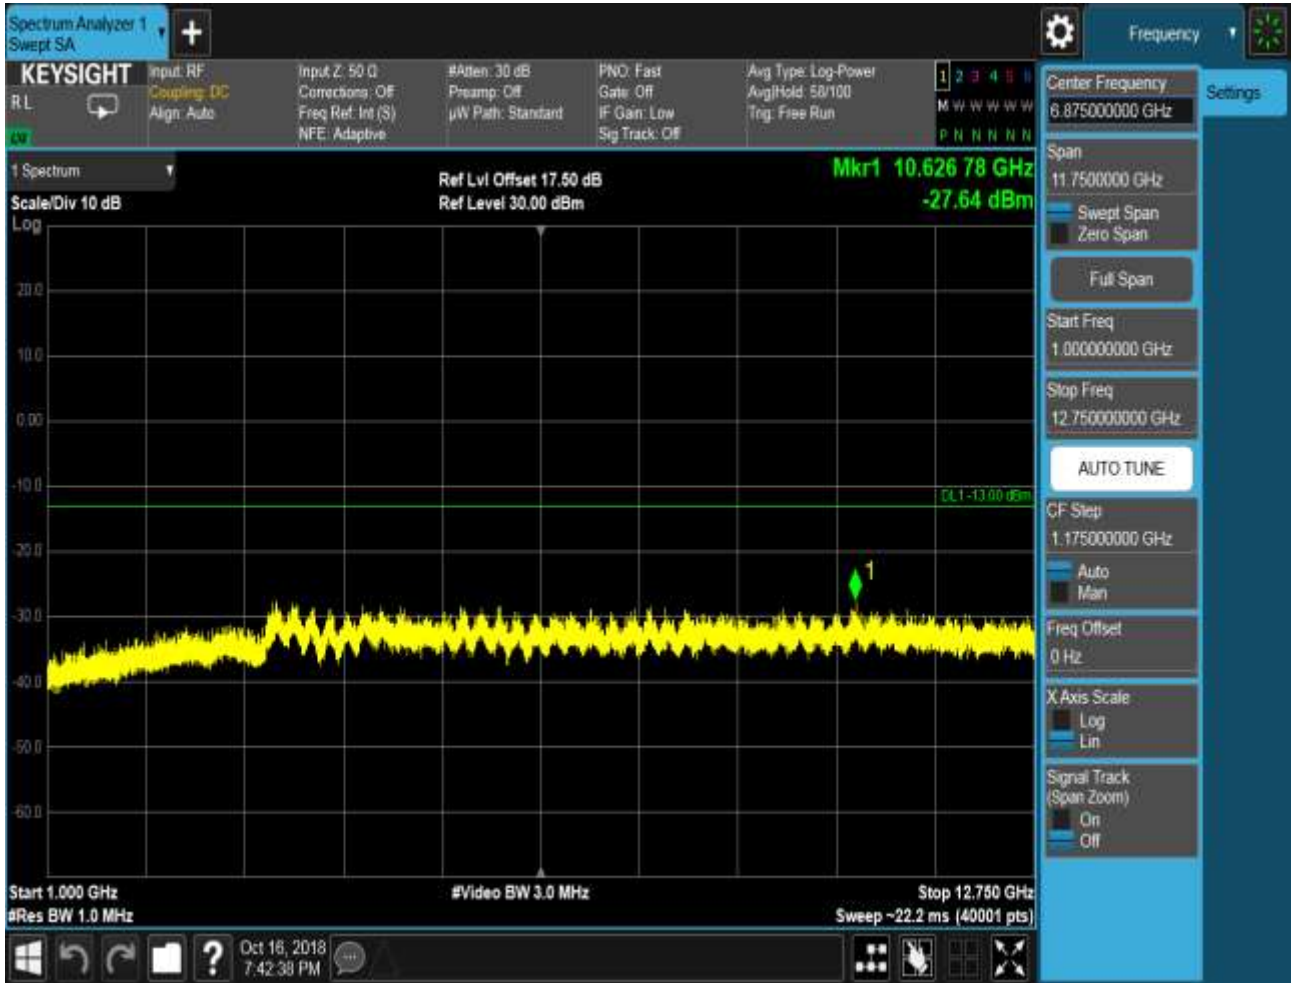 Spectrum Analyzer 1
Swept SA
Frequency
KEYSIGHT
Input: RF
Coupling: DC
Align: Auto
Input Z: 50 Ω
Corrections: Off
Freq Ref: Int (S)
NFE: Adaptive
#Atten: 30 dB
Preamp: Off
µW Path: Standard
PNO: Fast
Gate: Off
IF Gain: Low
Sig Track: Off
Avg Type: Log-Power
Avg|Hold: 58/100
Trig: Free Run
1 2 3 4 5 6
M W W W W W
P N N N N N
R L
Center Frequency
6.875000000 GHz
Settings
1 Spectrum
Scale/Div 10 dB
Log
Ref Lvl Offset 17.50 dB
Ref Level 30.00 dBm
Mkr1 10.626 78 GHz
-27.64 dBm
Span
11.7500000 GHz
Swept Span
Zero Span
Full Span
Start Freq
1.000000000 GHz
Stop Freq
12.750000000 GHz
AUTO TUNE
CF Step
1.175000000 GHz
Auto
Man
Freq Offset
0 Hz
X Axis Scale
Log
Lin
Signal Track
(Span Zoom)
On
Off
20.0
10.0
0.00
-10.0
DL1 -13.00 dBm
-20.0
1
-30.0
-40.0
-50.0
-60.0
Start 1.000 GHz
#Video BW 3.0 MHz
Stop 12.750 GHz
#Res BW 1.0 MHz
Sweep ~22.2 ms (40001 pts)
Oct 16, 2018
7:42:38 PM